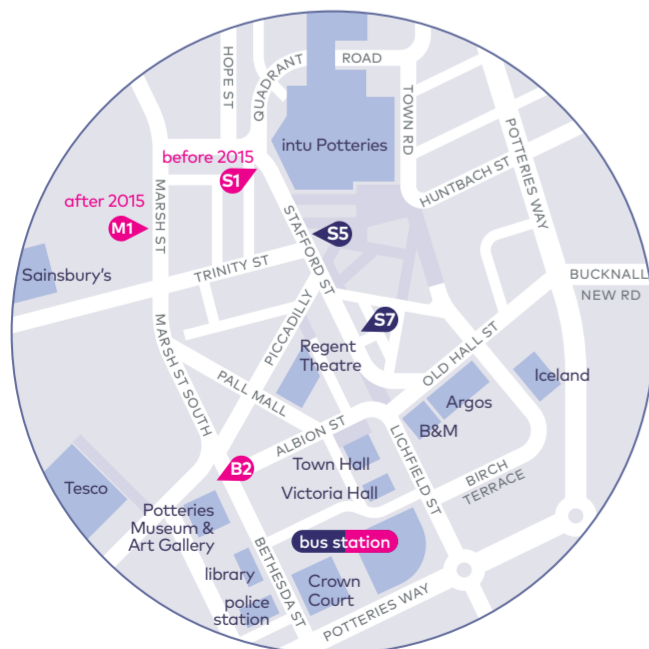 HOPE ST
QUADRANT
ROAD
TOWN RD
POTTERIES WAY
intu Potteries
before 2015
S1
HUNTBACH ST
after 2015
M1
MARSH ST
STAFFORD ST
S5
Sainsbury's
TRINITY ST
BUCKNALL
NEW RD
PICCADILLY
S7
MARSH ST SOUTH
Regent
Theatre
OLD HALL ST
PALL MALL
Iceland
Argos
B&M
ALBION ST
LICHFIELD ST
B2
Town Hall
Tesco
Victoria Hall
BIRCH
TERRACE
Potteries
Museum &
Art Gallery
bus station
BETHESDA ST
library
Crown
Court
police
station
POTTERIES WAY